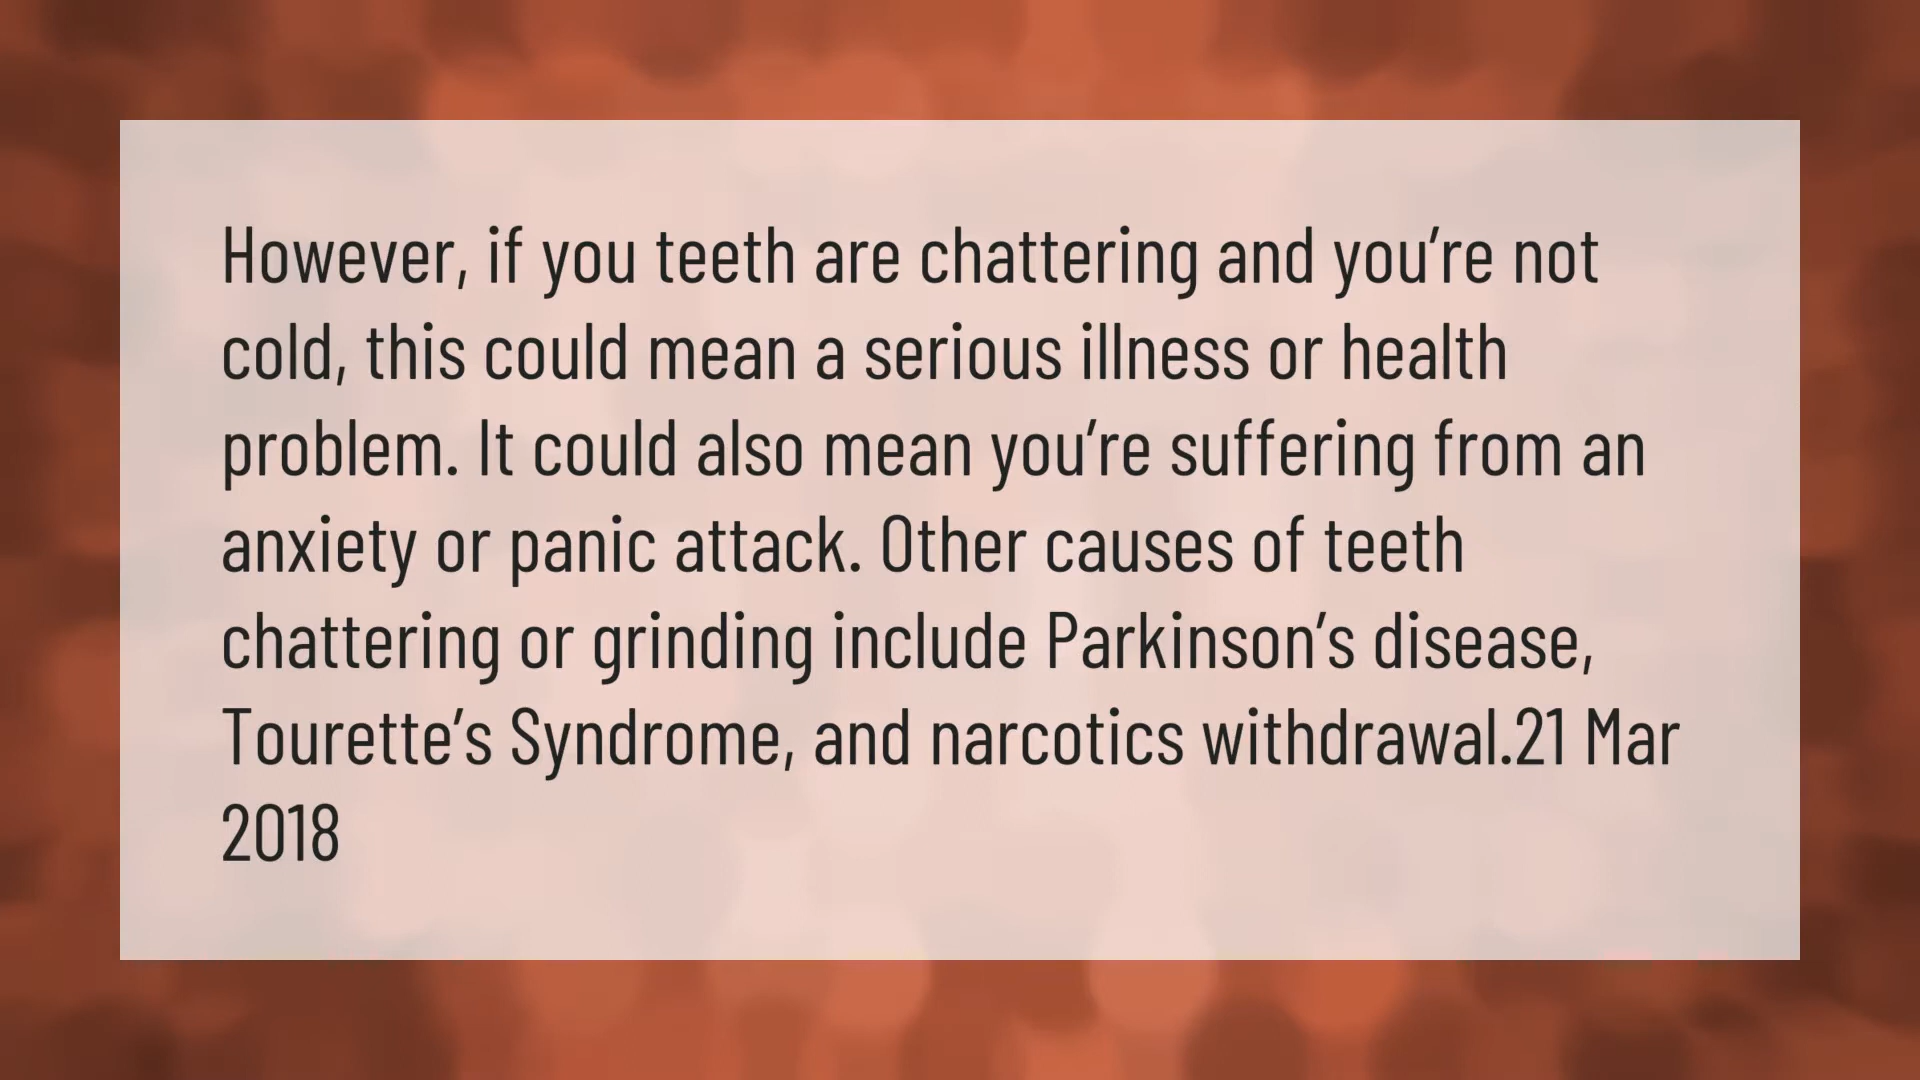 However, if you teeth are chattering and you’re not
cold, this could mean a serious illness or health
problem. It could also mean you’re suffering from an
anxiety or panic attack. Other causes of teeth
chattering or grinding include Parkinson’s disease,
Tourette’s Syndrome, and narcotics withdrawal.21 Mar
2018